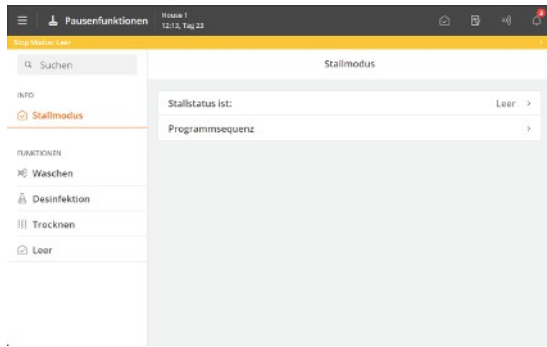 Pausenfunktionen
House 1
12:13, Tag 23
2
Stop Modus: Leer
Suchen
Stallmodus
INFO
Stallmodus
Stallstatus ist: Leer
Programmsequenz
FUNKTIONEN
Waschen
Desinfektion
Trocknen
Leer